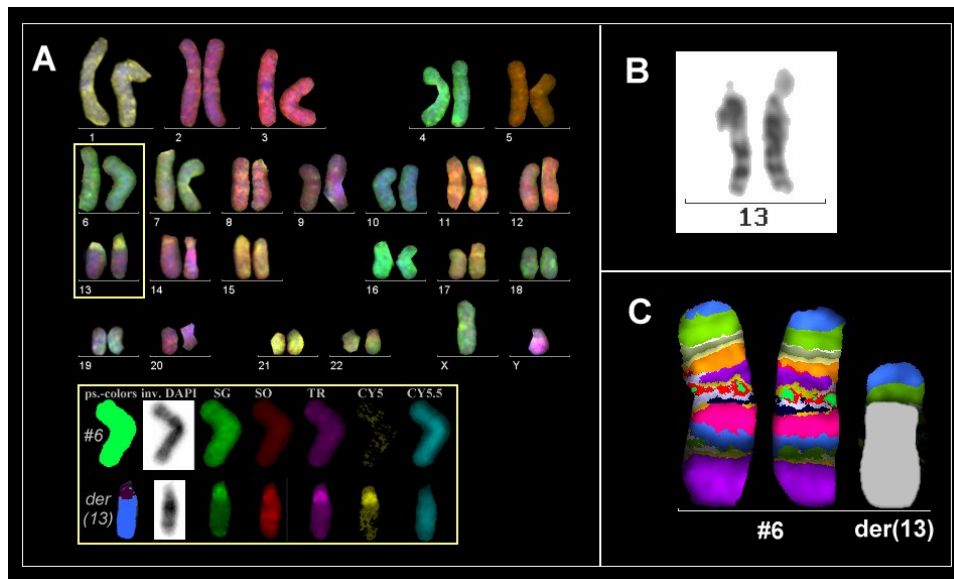 A
1 2 3 4 5
6 7 8 9 10 11 12
13 14 15 16 17 18
19 20 21 22 X Y
ps.-colors inv. DAPI SG SO TR CY5 CY5.5
#6
der
(13)
B
13
C
#6 der(13)